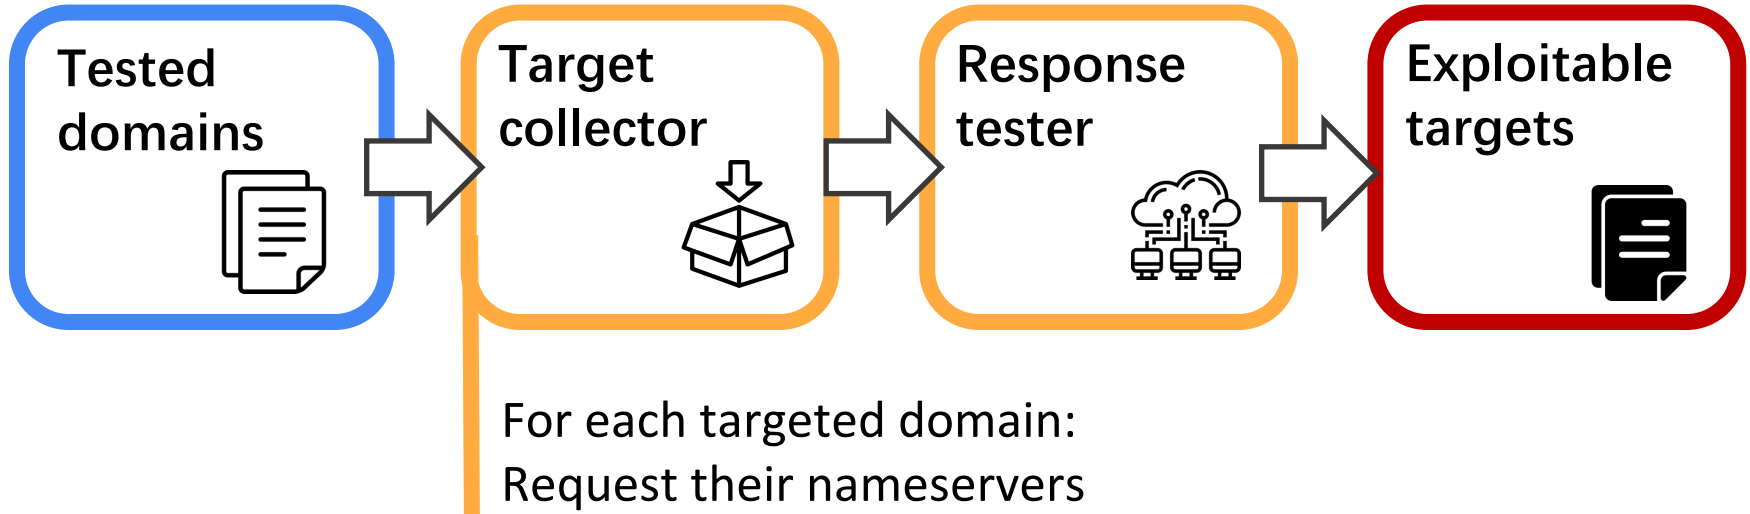 Tested
domains
Target
collector
Response
tester
Exploitable
targets
For each targeted domain:
Request their nameservers